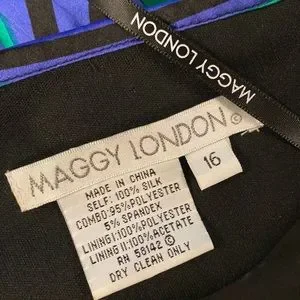 MAGGY LONDON
MAGGY LONDON©
16
MADE IN CHINA
SELF: 100% SILK
COMBO:95%POLYESTER
5% SPANDEX
LINING I:100%POLYESTER
LINING II:100%ACETATE
RN 58142©
DRY CLEAN ONLY